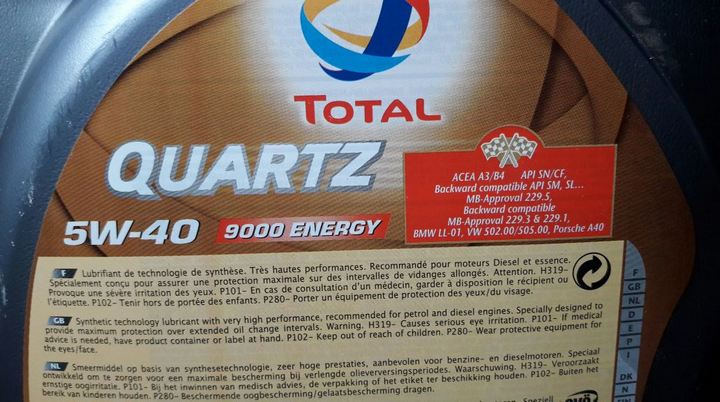 TOTAL
QUARTZ
5W-40 9000 ENERGY
ACEA A3/B4 API SN/CF,
Backward compatible API SM, SL...
MB-Approval 229.5,
Backward compatible
MB-Approval 229.3 & 229.1,
BMW LL-01, VW 502.00/505.00, Porsche A40
F Lubrifiant de technologie de synthèse. Très hautes performances. Recommandé pour moteurs Diesel et essence.
Spécialement conçu pour assurer une protection maximale sur des intervalles de vidanges allongés. Attention. H319-
Provoque une sévère irritation des yeux. P101- En cas de consultation d'un médecin, garder à disposition le récipient ou
l'étiquette. P102- Tenir hors de portée des enfants. P280- Porter un équipement de protection des yeux/du visage.
GB Synthetic technology lubricant with very high performance, recommended for petrol and diesel engines. Specially designed to
provide maximum protection over extended oil change intervals. Warning. H319- Causes serious eye irritation. P101- If medical
advice is needed, have product container or label at hand. P102- Keep out of reach of children. P280- Wear protective equipment for
the eyes/face.
NL Smeermiddel op basis van synthesetechnologie, zeer hoge prestaties, aanbevolen voor benzine- en dieselmotoren. Speciaal
ontwikkeld om te zorgen voor een maximale bescherming bij verlengde olieverversingsperiodes. Waarschuwing. H319- Veroorzaakt
ernstige oogirritatie. P101- Bij het inwinnen van medisch advies, de verpakking of het etiket ter beschikking houden. P102- Buiten het
bereik van kinderen houden. P280- Beschermende oogbescherming/gelaatsbescherming dragen.
F
GB
NL
D
E
P
I
DK
N